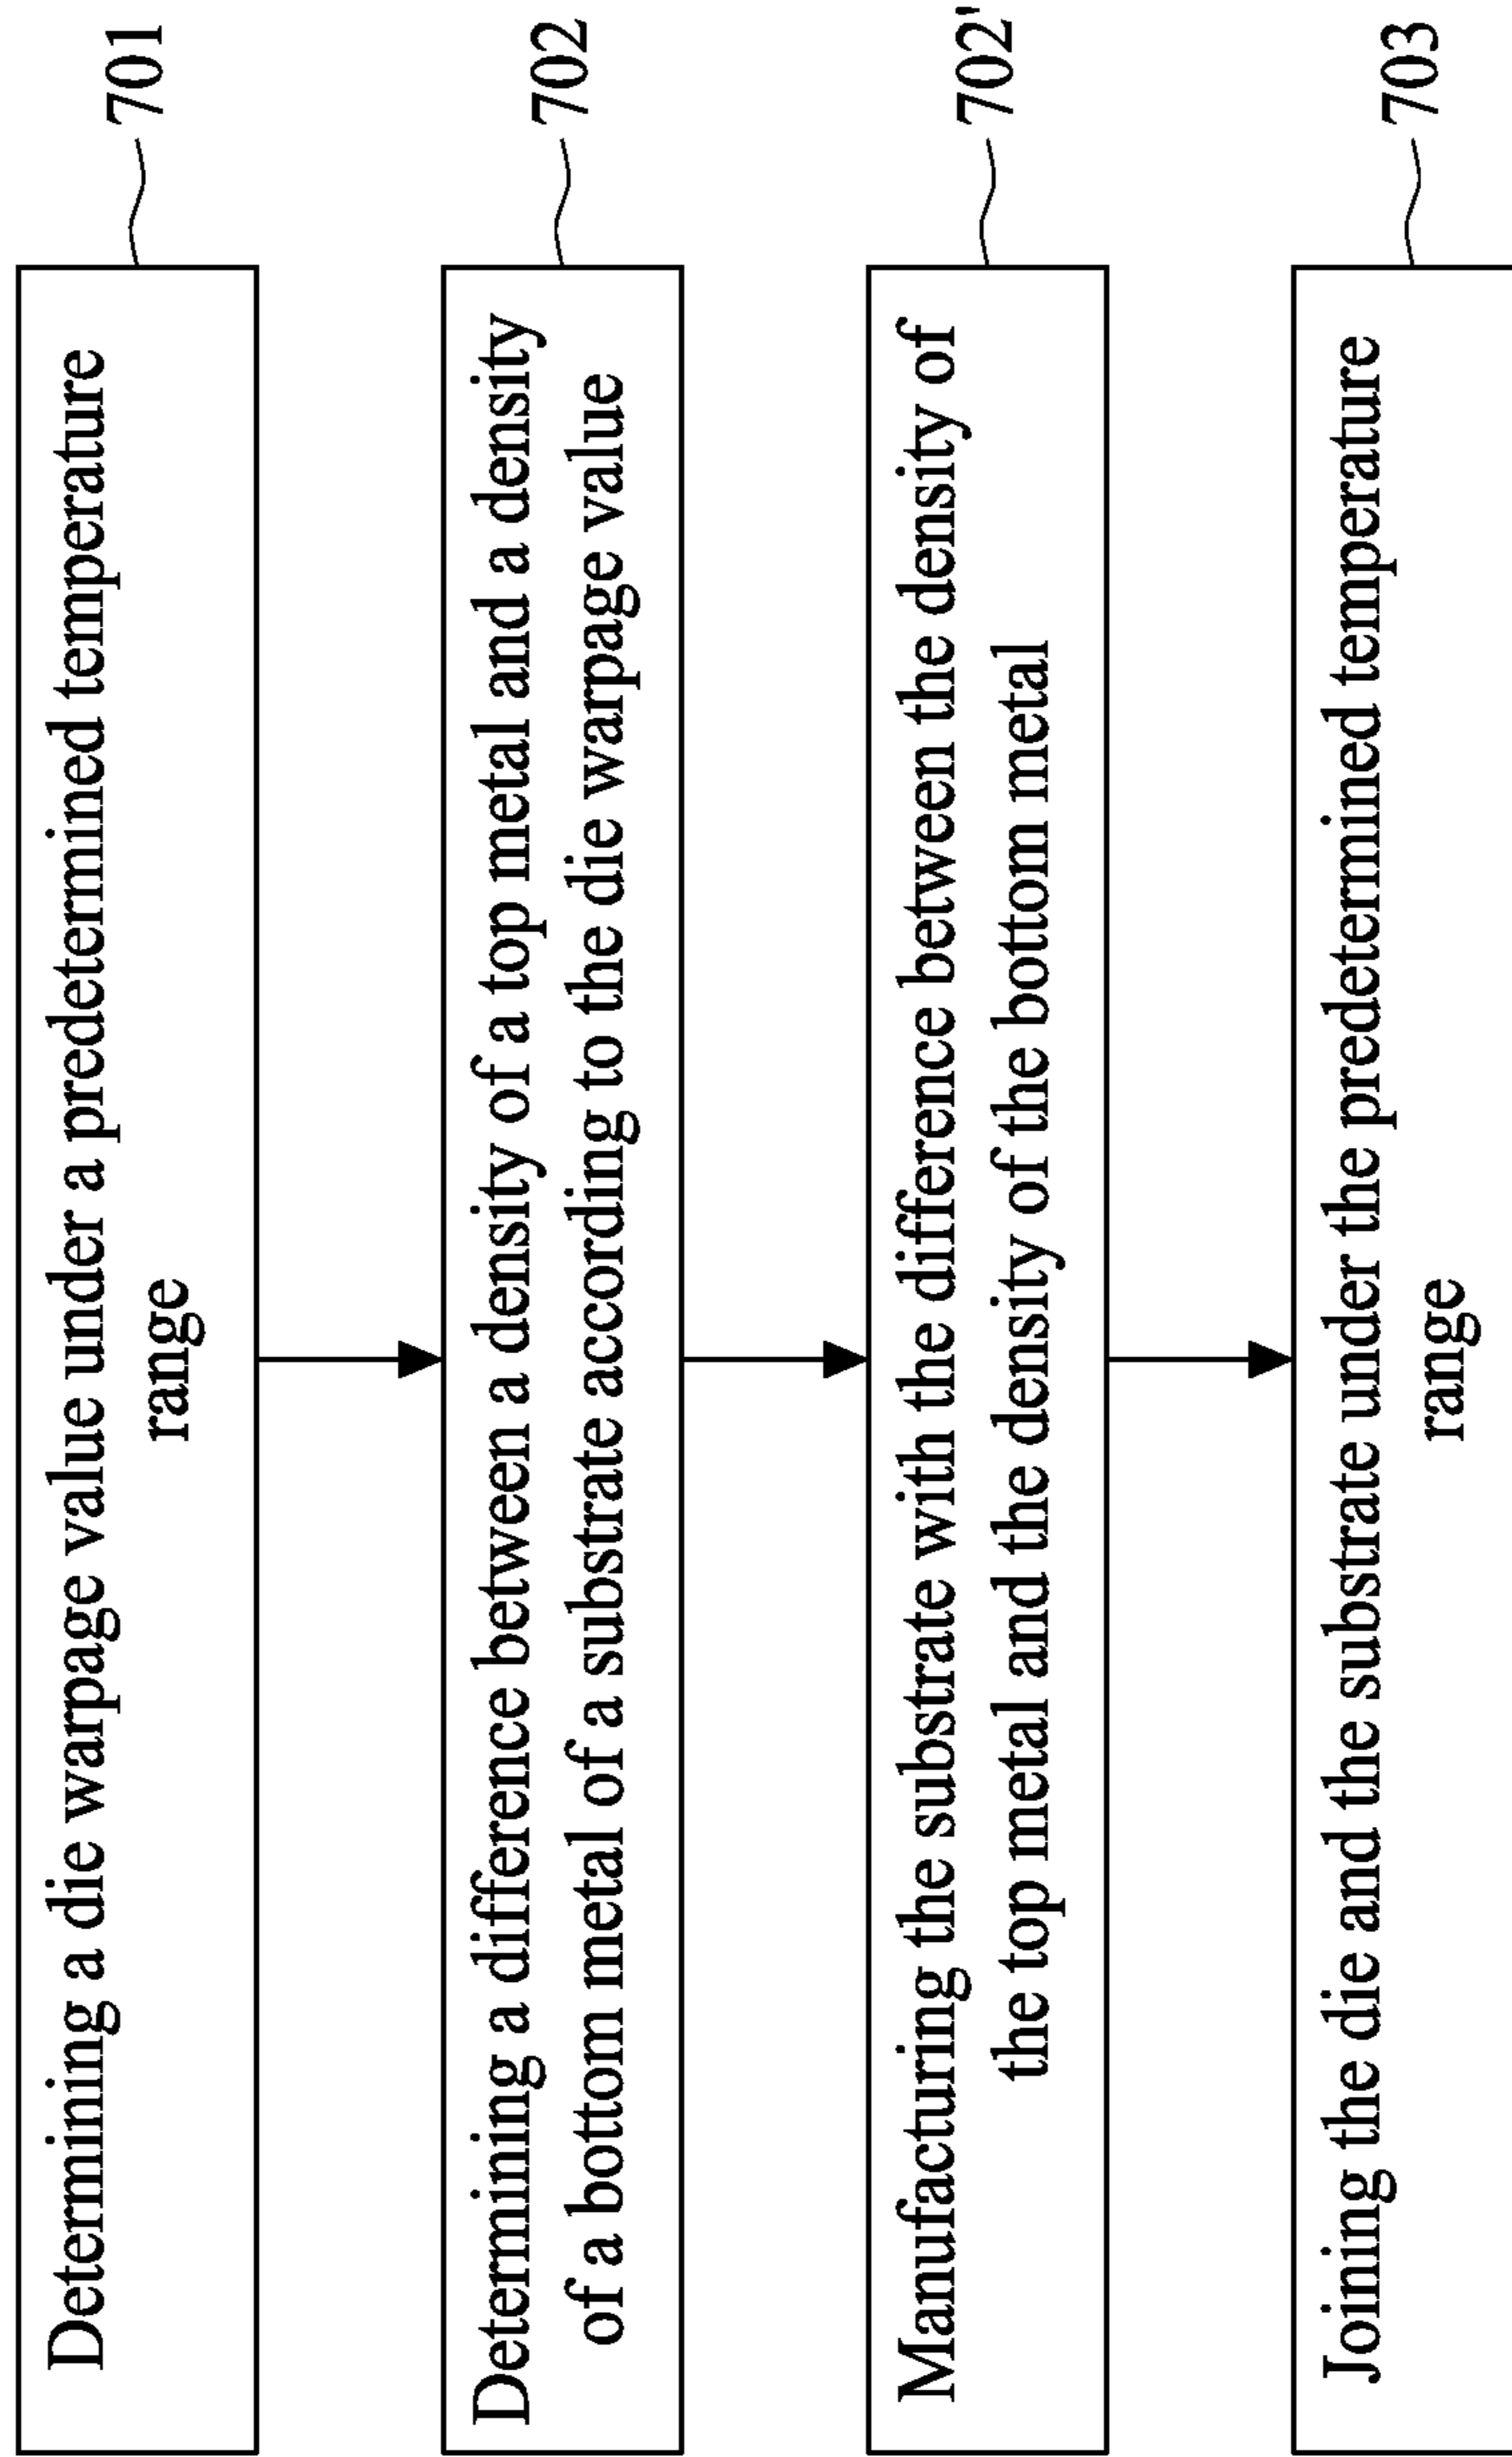 Determining a die warpage value under a predetermined temperature
range
701
Determining a difference between a density of a top metal and a density
of a bottom metal of a substrate according to the die warpage value
702
Manufacturing the substrate with the difference between the density of
the top metal and the density of the bottom metal
702'
Joining the die and the substrate under the predetermined temperature
range
703